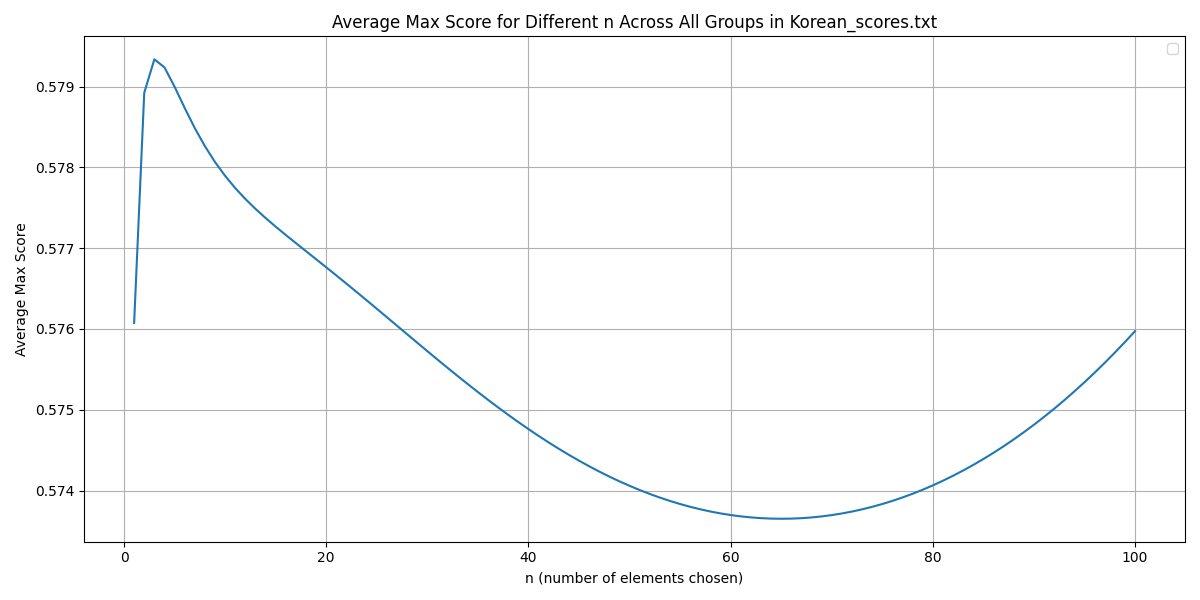 Average Max Score for Different n Across All Groups in Korean_scores.txt
0.579
0.578
0.577
0.576
0.575
0.574
Average Max Score
0 20 40 60 80 100
n (number of elements chosen)